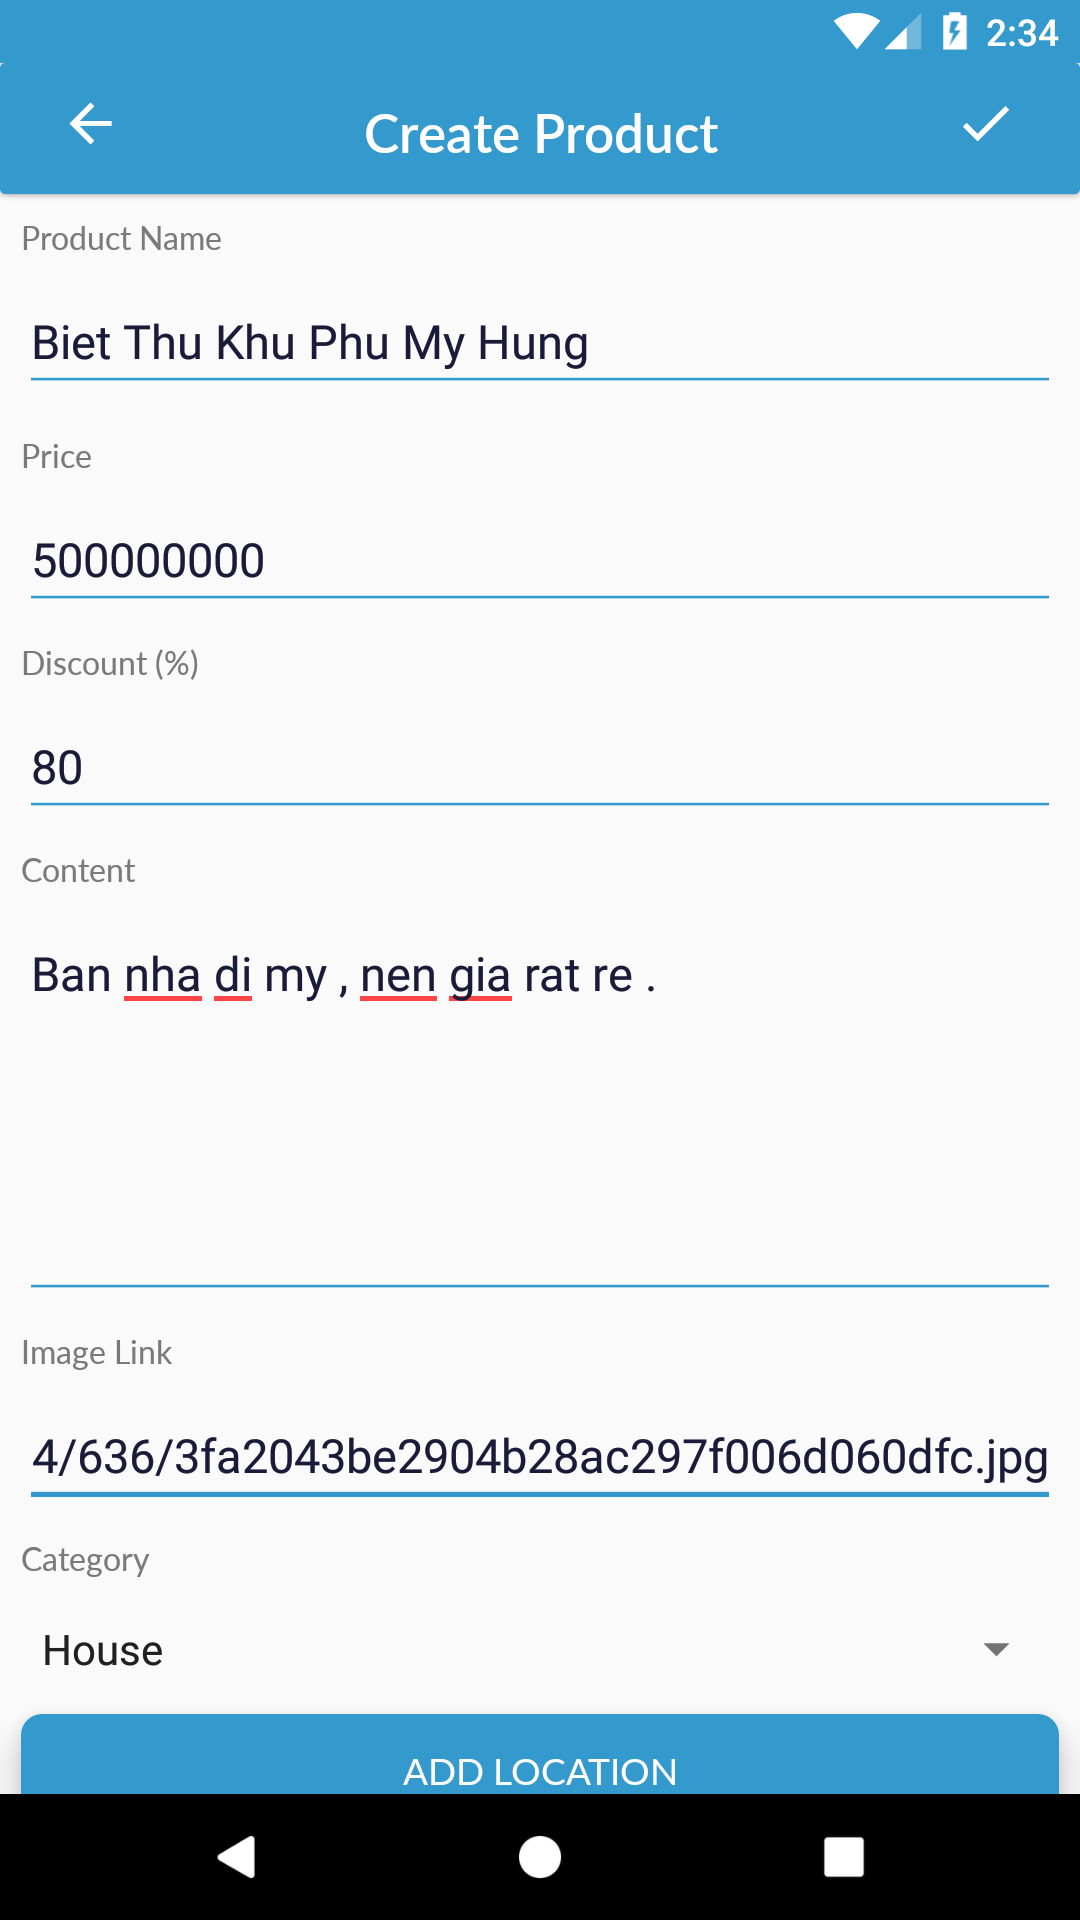 2:34
Create Product
Product Name
Biet Thu Khu Phu My Hung
Price
500000000
Discount (%)
80
Content
Ban nha di my , nen gia rat re .
Image Link
4/636/3fa2043be2904b28ac297f006d060dfc.jpg
Category
House
ADD LOCATION